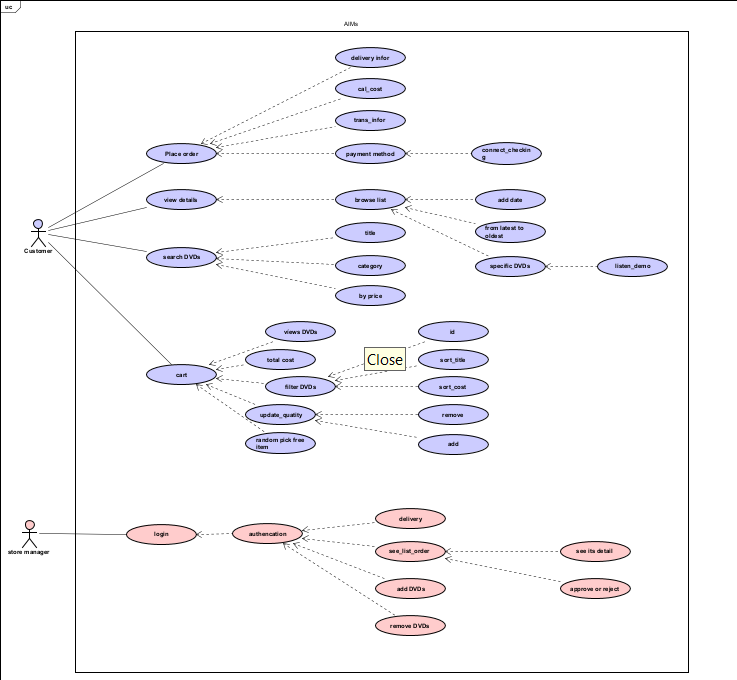 uc
AIMs
delivery infor
cal_cost
trans_infor
Place order
payment method
connect_checkin
g
view details
browse list
add date
title
from latest to
oldest
search DVDs
category
specific DVDs
listen_demo
by price
Customer
views DVDs
id
total cost
Close
sort_title
cart
filter DVDs
sort_cost
update_quatity
remove
random pick free
item
add
delivery
login
authencation
see_list_order
see its detail
store manager
add DVDs
approve or reject
remove DVDs